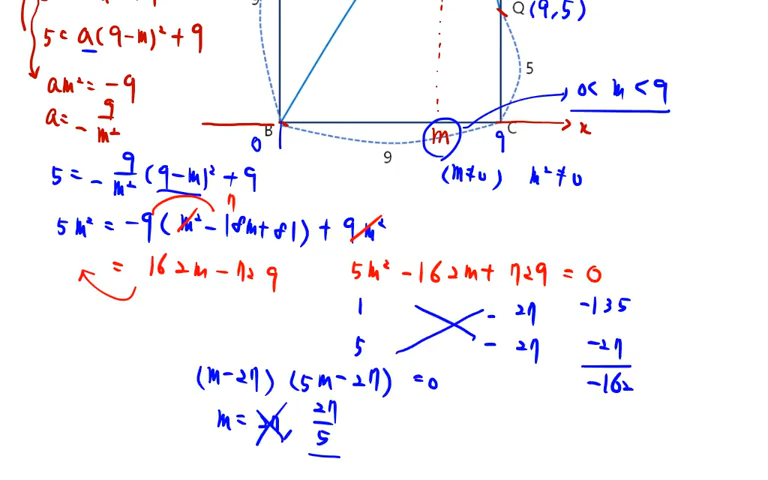 Q (9,5)
5 = a(9-m)² + 9
am² = -9
5
0 < m < 9
a = - 9/m²
B
m
C
x
0
9
9
5 = - 9/m² (9-m)² + 9
(m≠0) m²≠0
5m² = -9(m² - 18m + 81) + 9m²
= 162m - 729
5m² - 162m + 729 = 0
1 - 27 -135
5 - 27 -27
-162
(m-27)(5m-27) = 0
m = 27/5